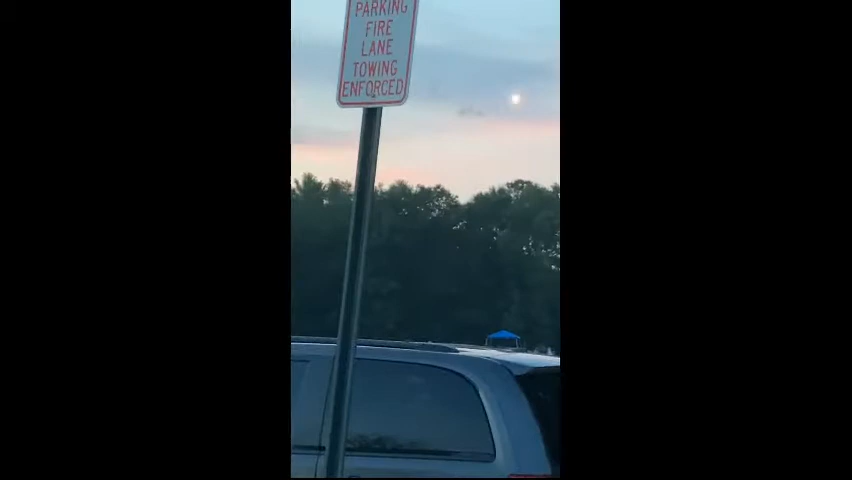 PARKING
FIRE
LANE
TOWING
ENFORCED